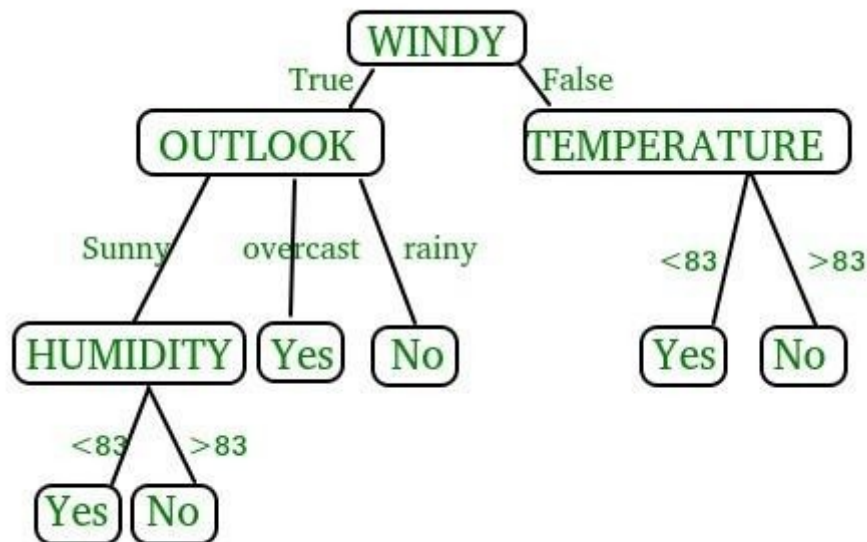 WINDY
True False
OUTLOOK TEMPERATURE
Sunny overcast rainy <83 >83
HUMIDITY Yes No Yes No
<83 >83
Yes No